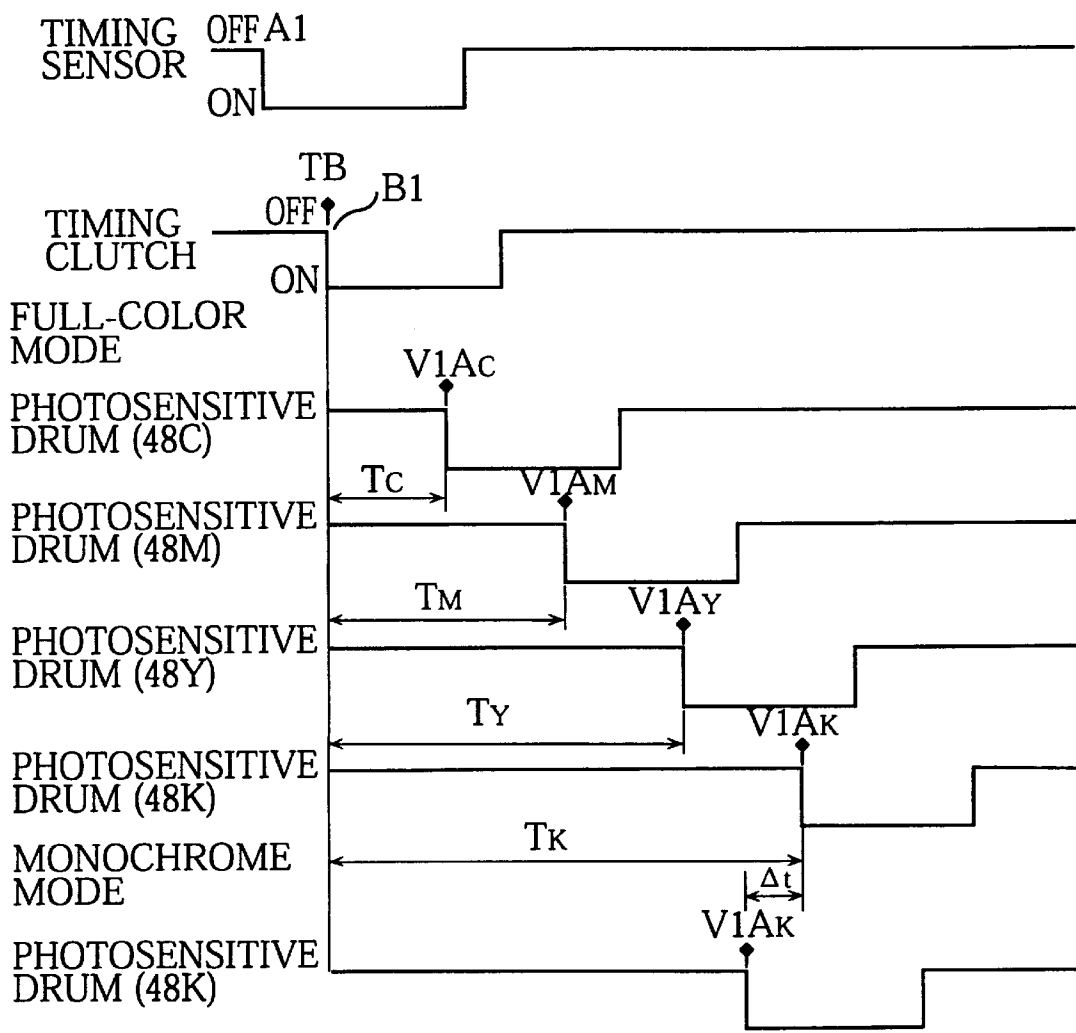 TIMING
SENSOR
OFF A1
ON
TB
B1
TIMING
CLUTCH
OFF
ON
FULL-COLOR
MODE
V1AC
PHOTOSENSITIVE
DRUM (48C)
TC
V1AM
PHOTOSENSITIVE
DRUM (48M)
TM
V1AY
PHOTOSENSITIVE
DRUM (48Y)
TY
V1AK
PHOTOSENSITIVE
DRUM (48K)
TK
MONOCHROME
MODE
Δt
V1AK
PHOTOSENSITIVE
DRUM (48K)